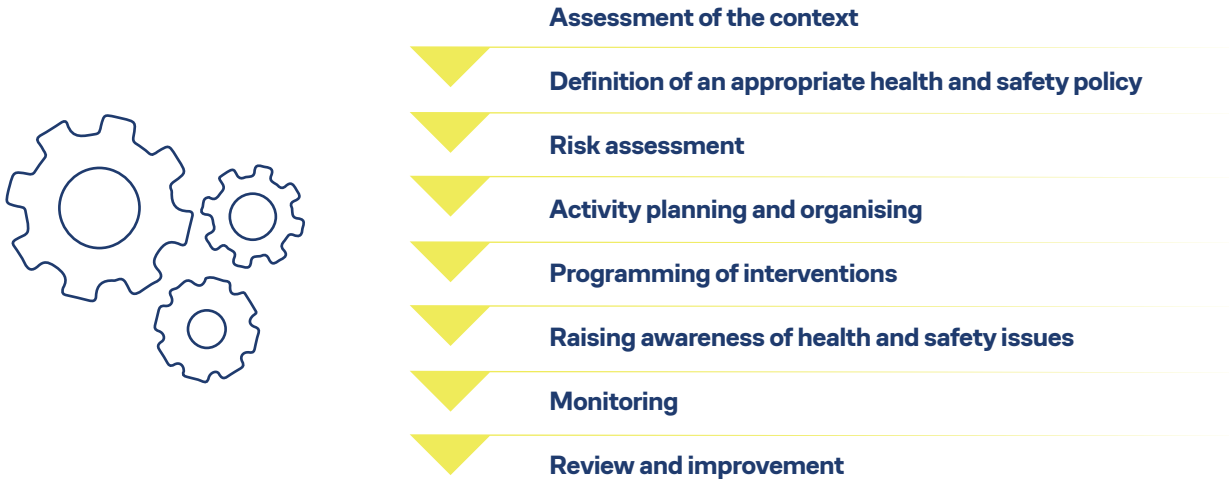 Assessment of the context
Definition of an appropriate health and safety policy
Risk assessment
Activity planning and organising
Programming of interventions
Raising awareness of health and safety issues
Monitoring
Review and improvement